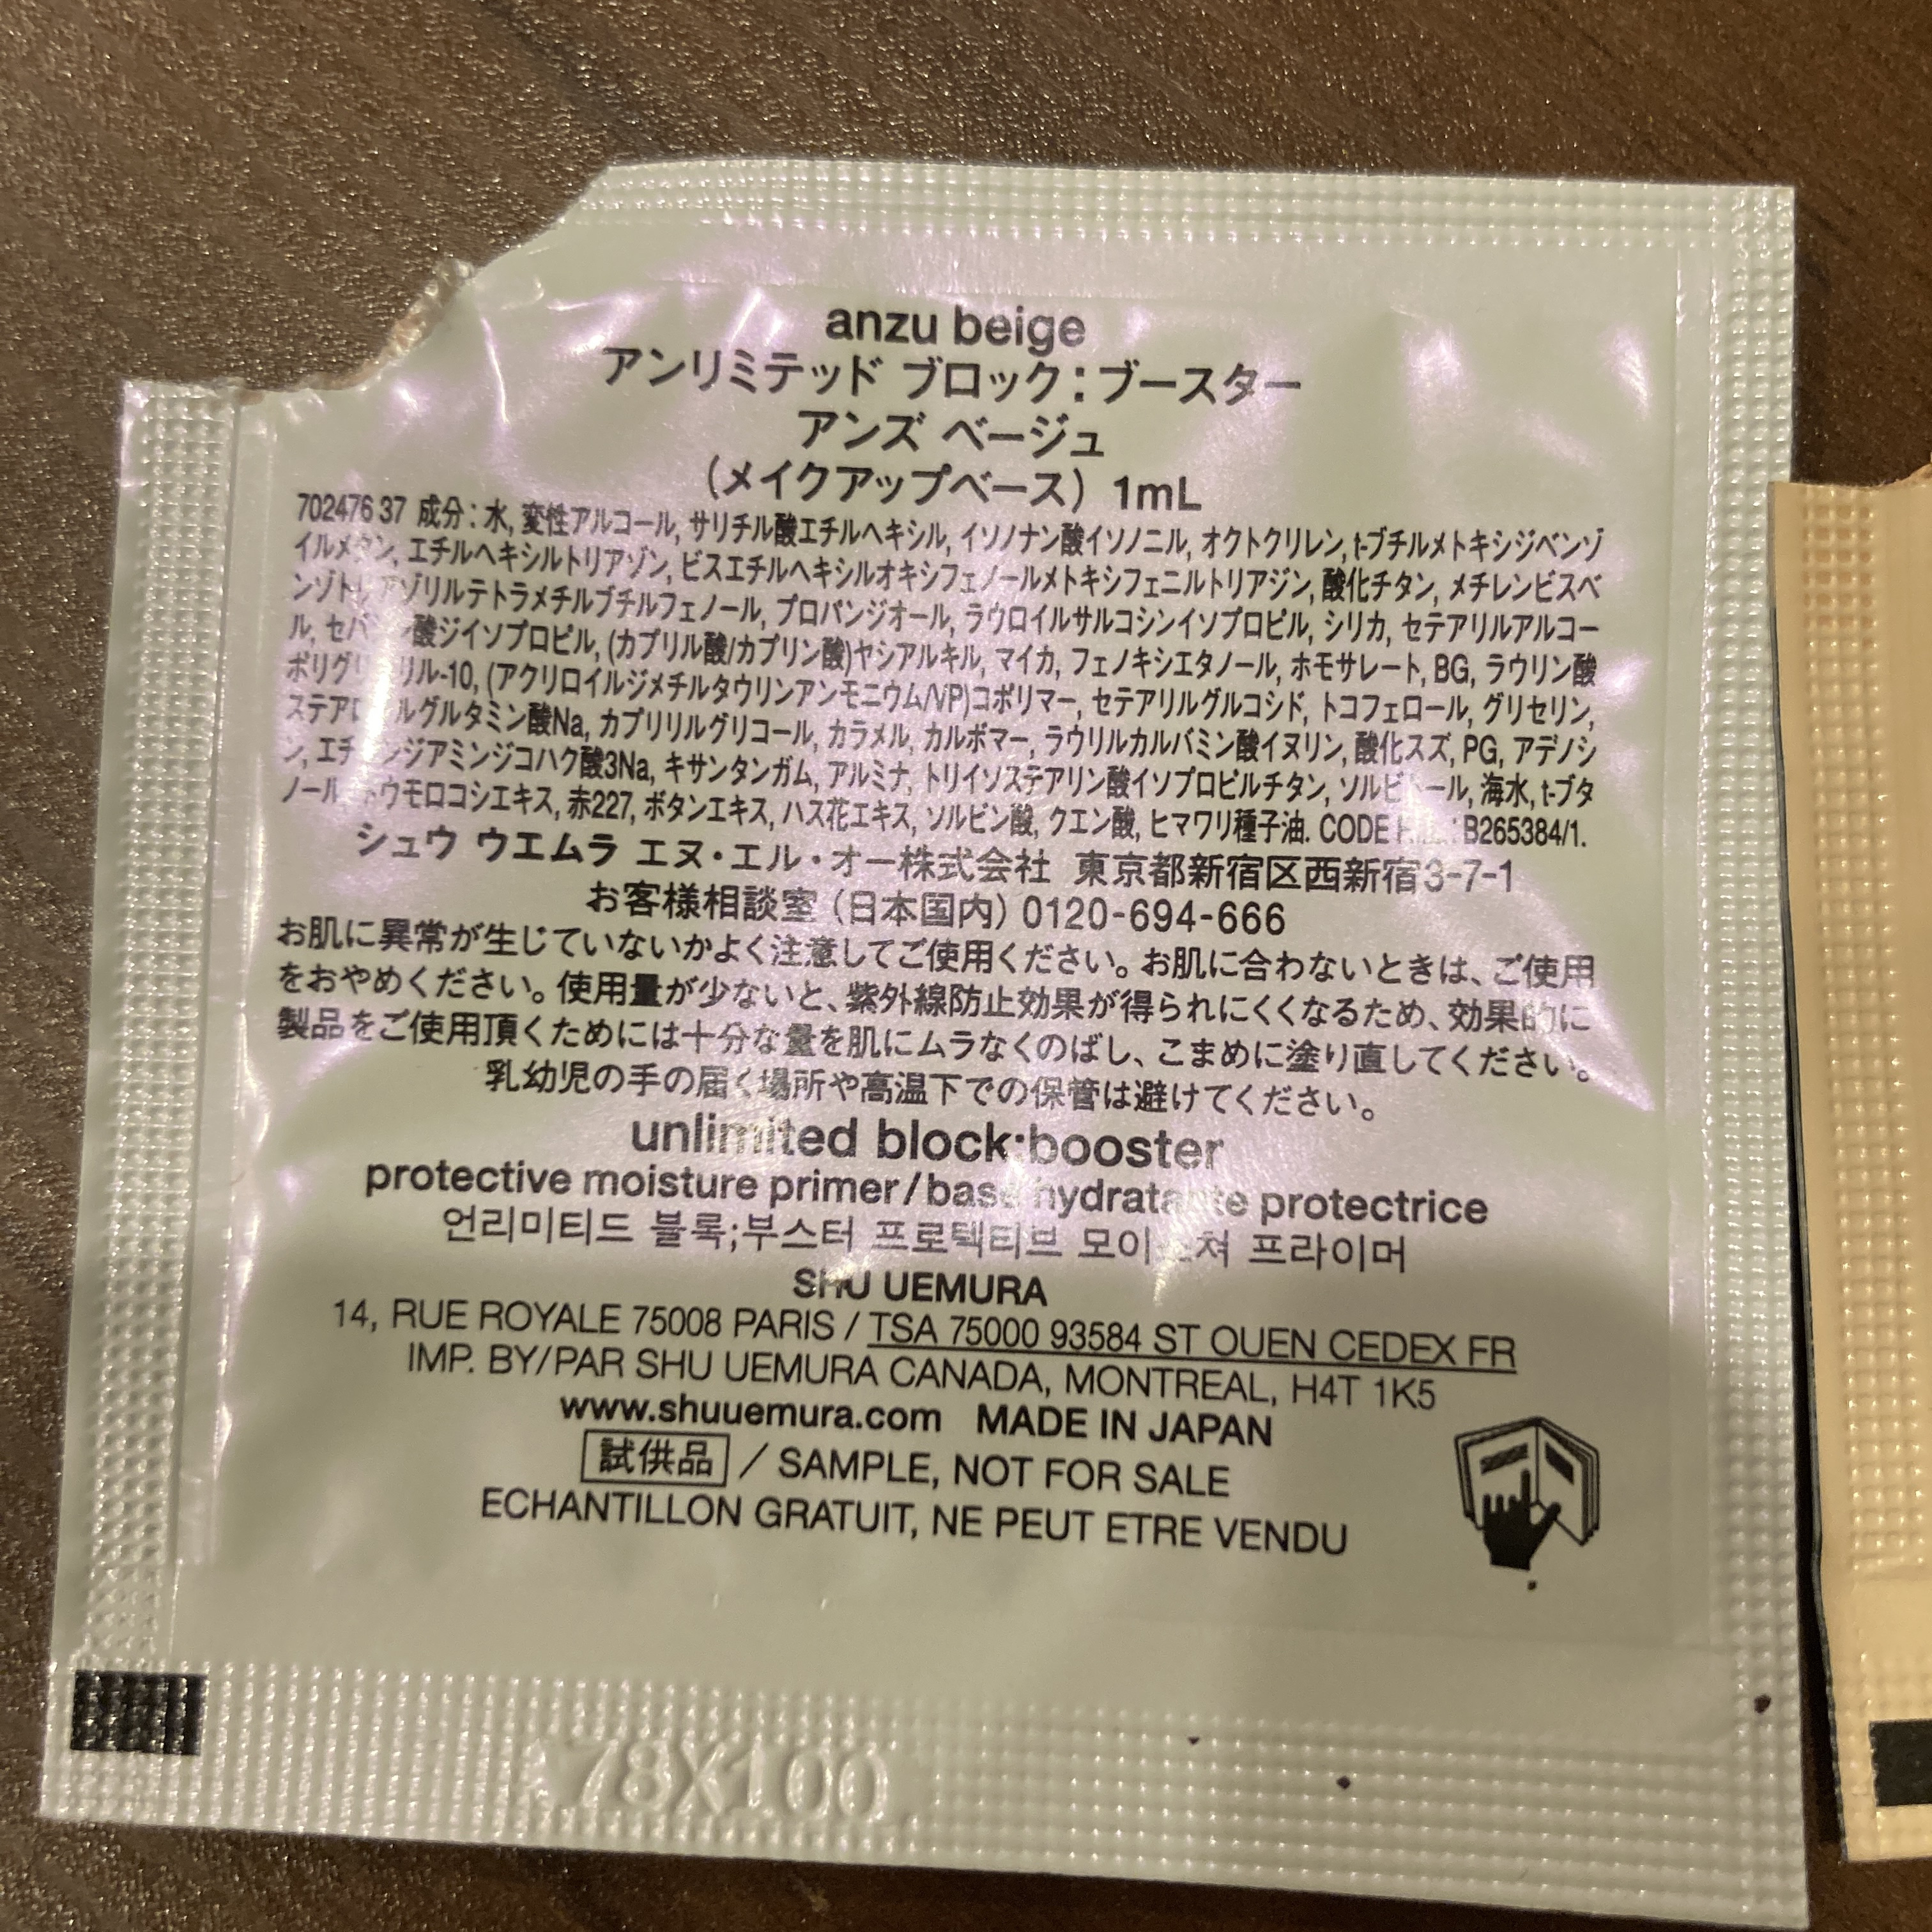 anzu beige
アンリミテッド ブロック：ブースター
アンズ ベージュ
(メイクアップベース) 1mL
702476 37 成分：水, 変性アルコール, サリチル酸エチルヘキシル, イソノナン酸イソノニル, オクトクリレン, t-ブチルメトキシジベンゾ
イルメタン, エチルヘキシルトリアゾン, ビスエチルヘキシルオキシフェノールメトキシフェニルトリアジン, 酸化チタン, メチレンビスベ
ンゾトリアゾリルテトラメチルブチルフェノール, プロパンジオール, ラウロイルサルコシンイソプロピル, シリカ, セテアリルアルコー
ル, セバシン酸ジイソプロピル, (カプリル酸/カプリン酸)ヤシアルキル, マイカ, フェノキシエタノール, ホモサレート, BG, ラウリン酸
ポリグリセリル-10, (アクリロイルジメチルタウリンアンモニウム/VP)コポリマー, セテアリルグルコシド, トコフェロール, グリセリン,
ステアロイルグルタミン酸Na, カプリリルグリコール, カラメル, カルボマー, ラウリルカルバミン酸イヌリン, 酸化スズ, PG, アデノシ
ン, エチレンジアミンジコハク酸3Na, キサンタンガム, アルミナ, トリイソステアリン酸イソプロピルチタン, ソルビトール, 海水, t-ブタ
ノール, トウモロコシエキス, 赤227, ボタンエキス, ハス花エキス, ソルビン酸, クエン酸, ヒマワリ種子油. CODE B265384/1.
シュウ ウエムラ エヌ・エル・オー株式会社 東京都新宿区西新宿3-7-1
お客様相談室（日本国内）0120-694-666
お肌に異常が生じていないかよく注意してご使用ください。お肌に合わないときは、ご使用
をおやめください。使用量が少ないと、紫外線防止効果が得られにくくなるため、効果的に
製品をご使用頂くためには十分な量を肌にムラなくのばし、こまめに塗り直してください。
乳幼児の手の届く場所や高温下での保管は避けてください。
unlimited block:booster
protective moisture primer/base hydratante protectrice
언리미티드 블록;부스터 프로텍티브 모이스쳐 프라이머
SHU UEMURA
14, RUE ROYALE 75008 PARIS / TSA 75000 93584 ST OUEN CEDEX FR
IMP. BY/PAR SHU UEMURA CANADA, MONTREAL, H4T 1K5
www.shuuemura.com MADE IN JAPAN
試供品 / SAMPLE, NOT FOR SALE
ECHANTILLON GRATUIT, NE PEUT ETRE VENDU
78X100